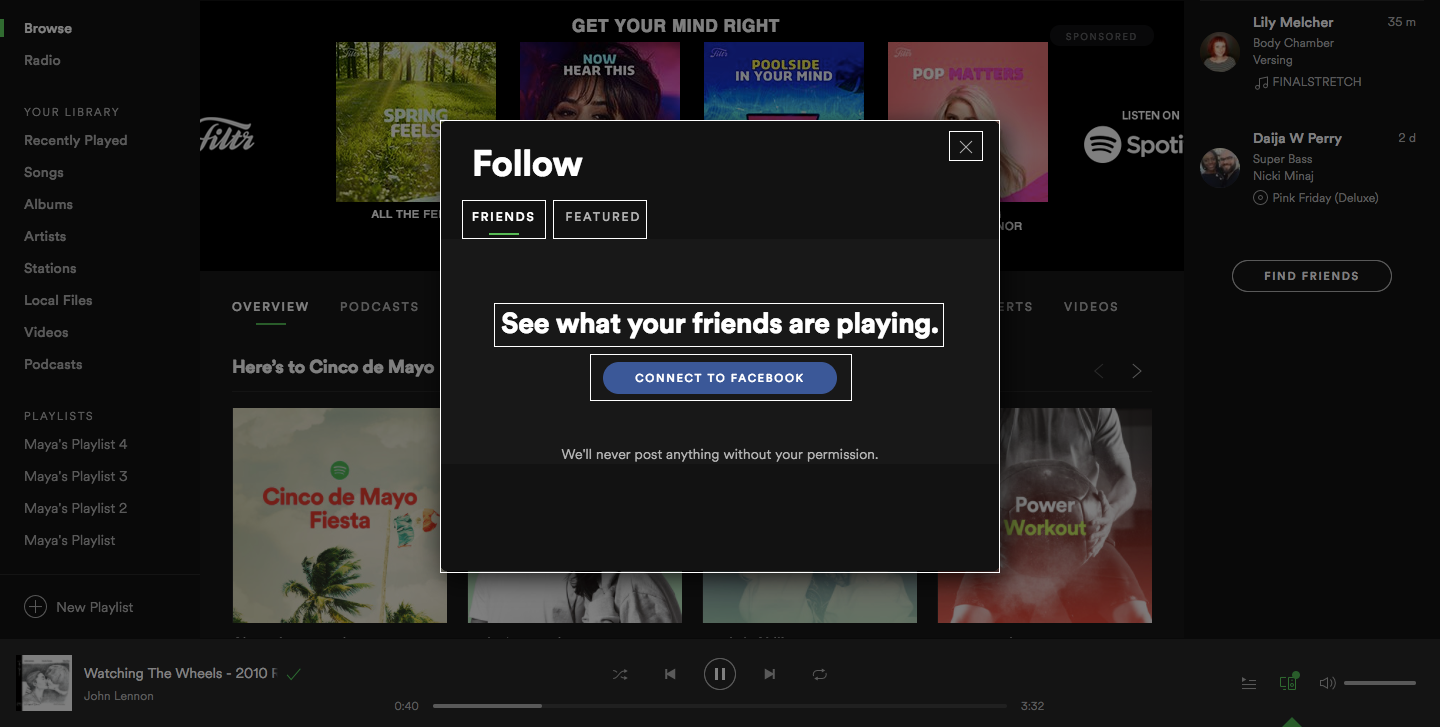 Browse
Radio
YOUR LIBRARY
Recently Played
Songs
Albums
Artists
Stations
Local Files
Videos
Podcasts
PLAYLISTS
Maya's Playlist 4
Maya's Playlist 3
Maya's Playlist 2
Maya's Playlist
New Playlist
GET YOUR MIND RIGHT
SPONSORED
filtr
SPRING
FEELS
NOW
HEAR THIS
POOLSIDE
IN YOUR MIND
POP MATTERS
LISTEN ON
Spoti
ALL THE FE
NOR
OVERVIEW
PODCASTS
ERTS
VIDEOS
Here's to Cinco de Mayo
Cinco de Mayo
Fiesta
Power
Workout
Follow
FRIENDS
FEATURED
See what your friends are playing.
CONNECT TO FACEBOOK
We'll never post anything without your permission.
Lily Melcher
35 m
Body Chamber
Versing
FINALSTRETCH
Daija W Perry
2 d
Super Bass
Nicki Minaj
Pink Friday (Deluxe)
FIND FRIENDS
Watching The Wheels - 2010 R
John Lennon
0:40
3:32